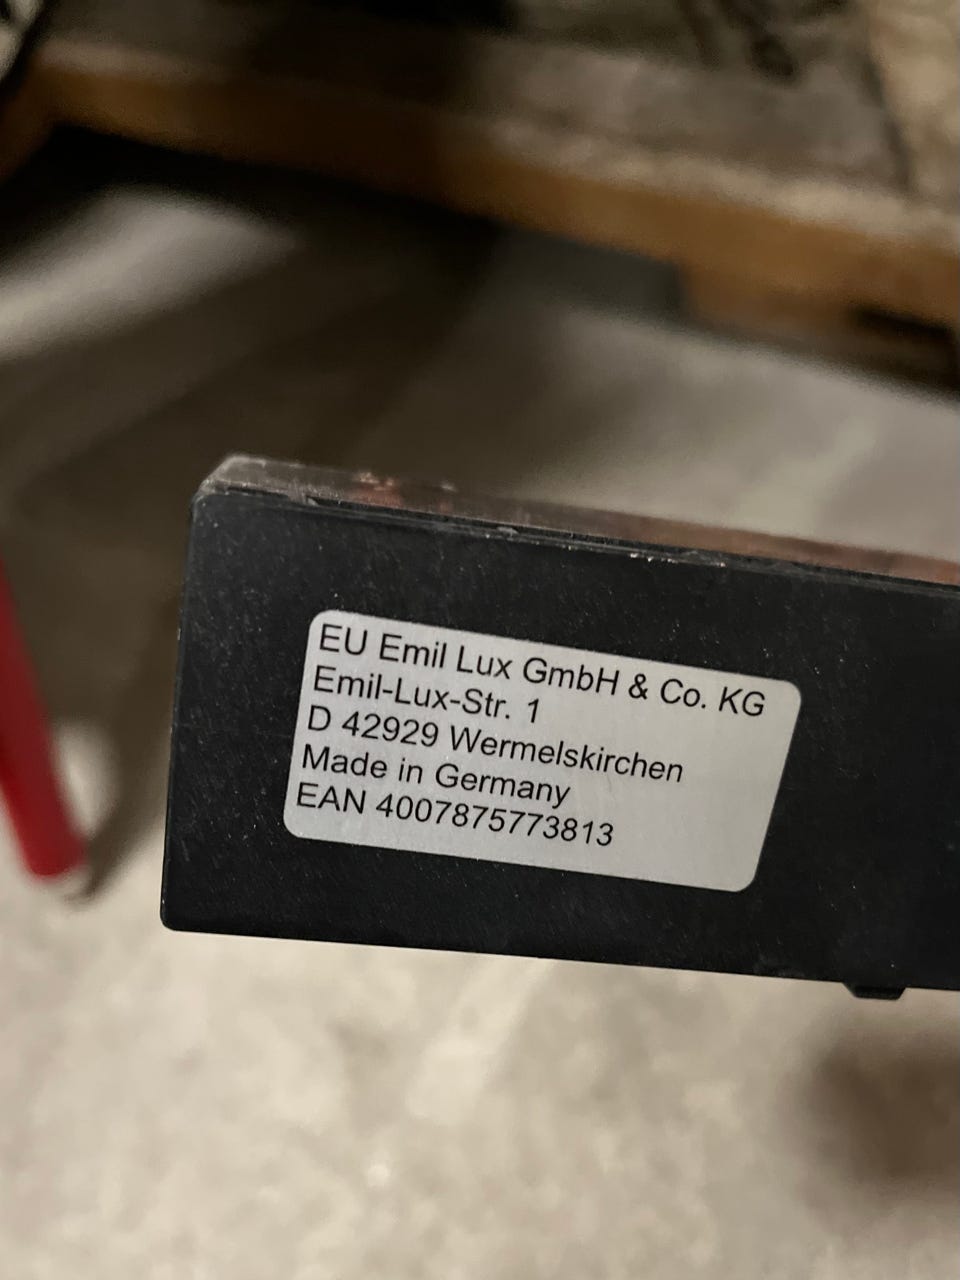 EU Emil Lux GmbH & Co. KG
Emil-Lux-Str. 1
D 42929 Wermelskirchen
Made in Germany
EAN 4007875773813